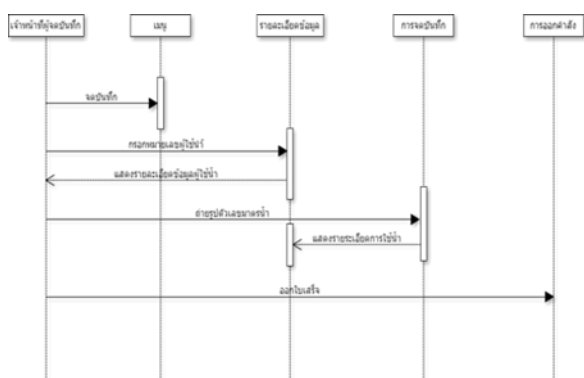 เจ้าหน้าที่ผู้จดบันทึก
เมนู
รายละเอียดข้อมูล
การจดบันทึก
การออกคำสั่ง
จดบันทึก
กรอกหมายเลขผู้ใช้น้ำ
แสดงรายละเอียดข้อมูลผู้ใช้น้ำ
ถ่ายรูปตัวเลขมาตรน้ำ
แสดงรายระเอียดการใช้น้ำ
ออกใบเสร็จ